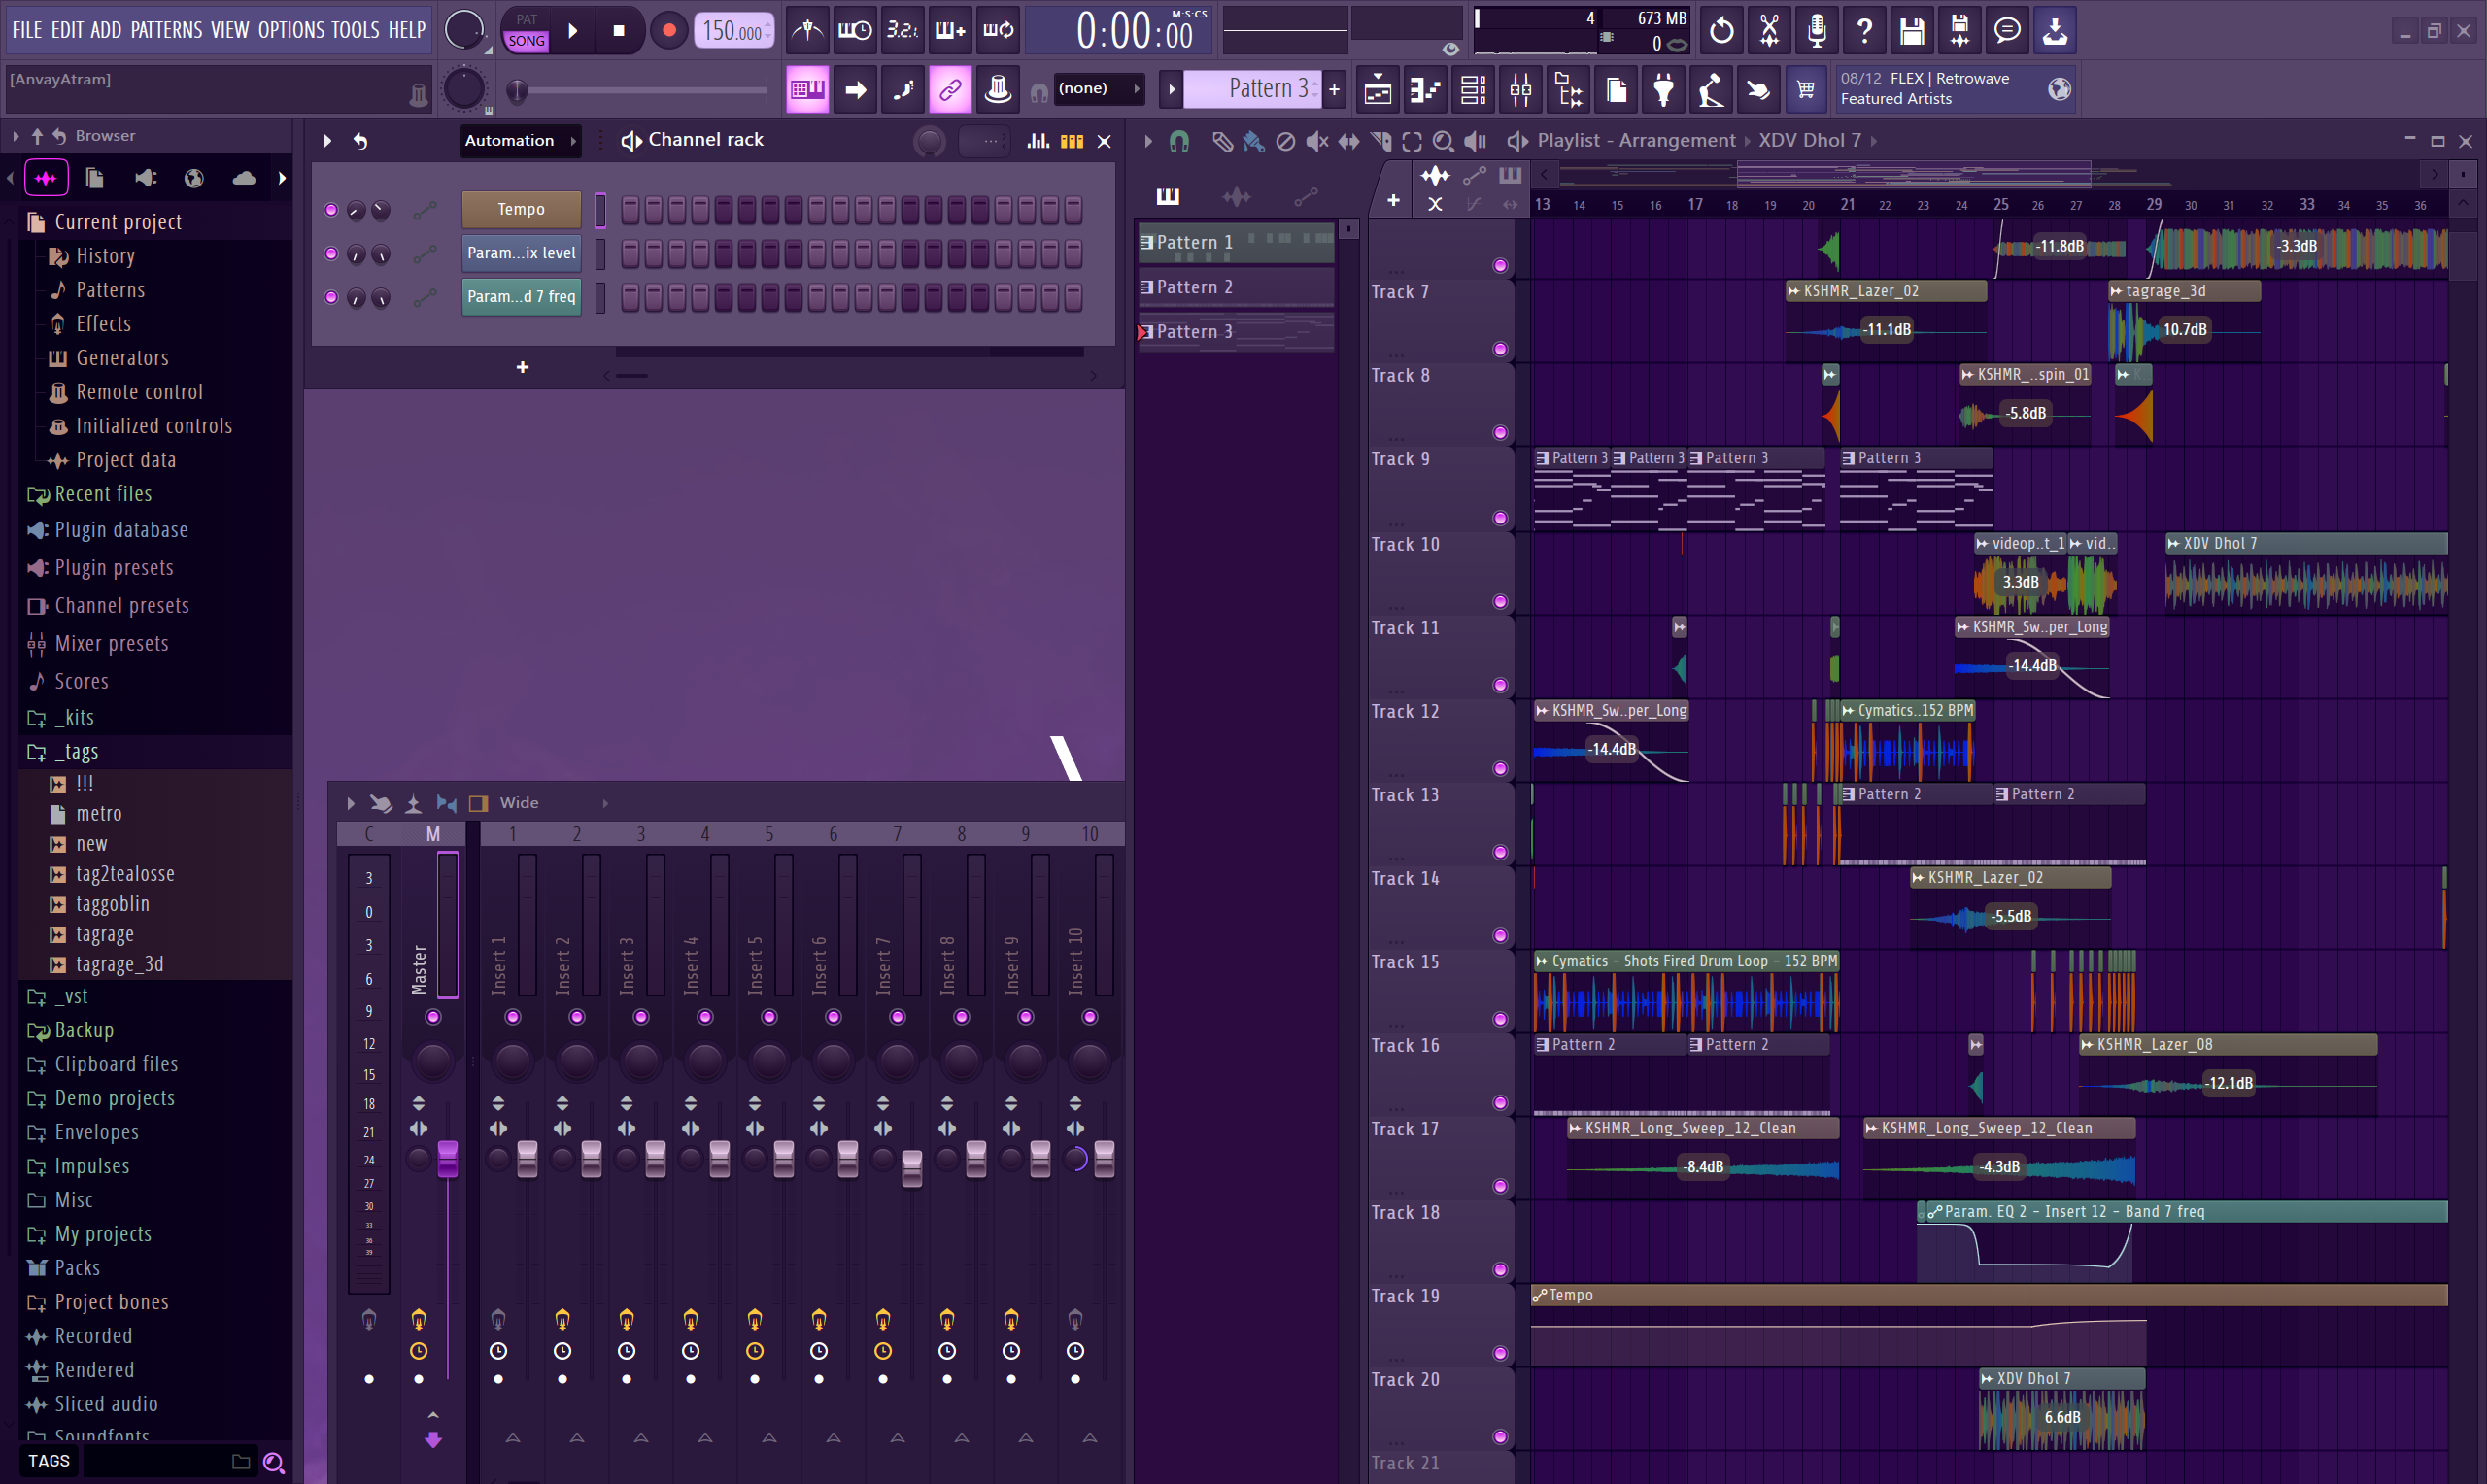 FILE EDIT ADD PATTERNS VIEW OPTIONS TOOLS HELP
PAT
SONG
150.000
3.2.
M:S:CS
0:00:00
4
673 MB
0
[AnvayAtram]
(none)
Pattern 3
08/12 FLEX | Retrowave
Featured Artists
Browser
Current project
History
Patterns
Effects
Generators
Remote control
Initialized controls
Project data
Recent files
Plugin database
Plugin presets
Channel presets
Mixer presets
Scores
_kits
_tags
!!!
metro
new
tag2tealosse
taggoblin
tagrage
tagrage_3d
_vst
Backup
Clipboard files
Demo projects
Envelopes
Impulses
Misc
My projects
Packs
Project bones
Recorded
Rendered
Sliced audio
Soundfonts
TAGS
Automation
Channel rack
Tempo
Param...ix level
Param...d 7 freq
Wide
C M 1 2 3 4 5 6 7 8 9 10
3
0
3
6
9
12
15
18
21
24
27
30
33
36
39
Master
Insert 1
Insert 2
Insert 3
Insert 4
Insert 5
Insert 6
Insert 7
Insert 8
Insert 9
Insert 10
Playlist - Arrangement XDV Dhol 7
Pattern 1
Pattern 2
Pattern 3
13 14 15 16 17 18 19 20 21 22 23 24 25 26 27 28 29 30 31 32 33 34 35 36
-11.8dB -3.3dB
Track 7
KSHMR_Lazer_02 tagrage_3d
-11.1dB 10.7dB
Track 8
KSHMR_..spin_01
-5.8dB
Track 9
Pattern 3 Pattern 3 Pattern 3 Pattern 3
Track 10
videop..t_1 vid.. XDV Dhol 7
3.3dB
Track 11
KSHMR_Sw..per_Long
-14.4dB
Track 12
KSHMR_Sw..per_Long Cymatics..152 BPM
-14.4dB
Track 13
Pattern 2 Pattern 2
Track 14
KSHMR_Lazer_02
-5.5dB
Track 15
Cymatics - Shots Fired Drum Loop - 152 BPM
Track 16
Pattern 2 Pattern 2 KSHMR_Lazer_08
-12.1dB
Track 17
KSHMR_Long_Sweep_12_Clean KSHMR_Long_Sweep_12_Clean
-8.4dB -4.3dB
Track 18
Param. EQ 2 - Insert 12 - Band 7 freq
Track 19
Tempo
Track 20
XDV Dhol 7
6.6dB
Track 21